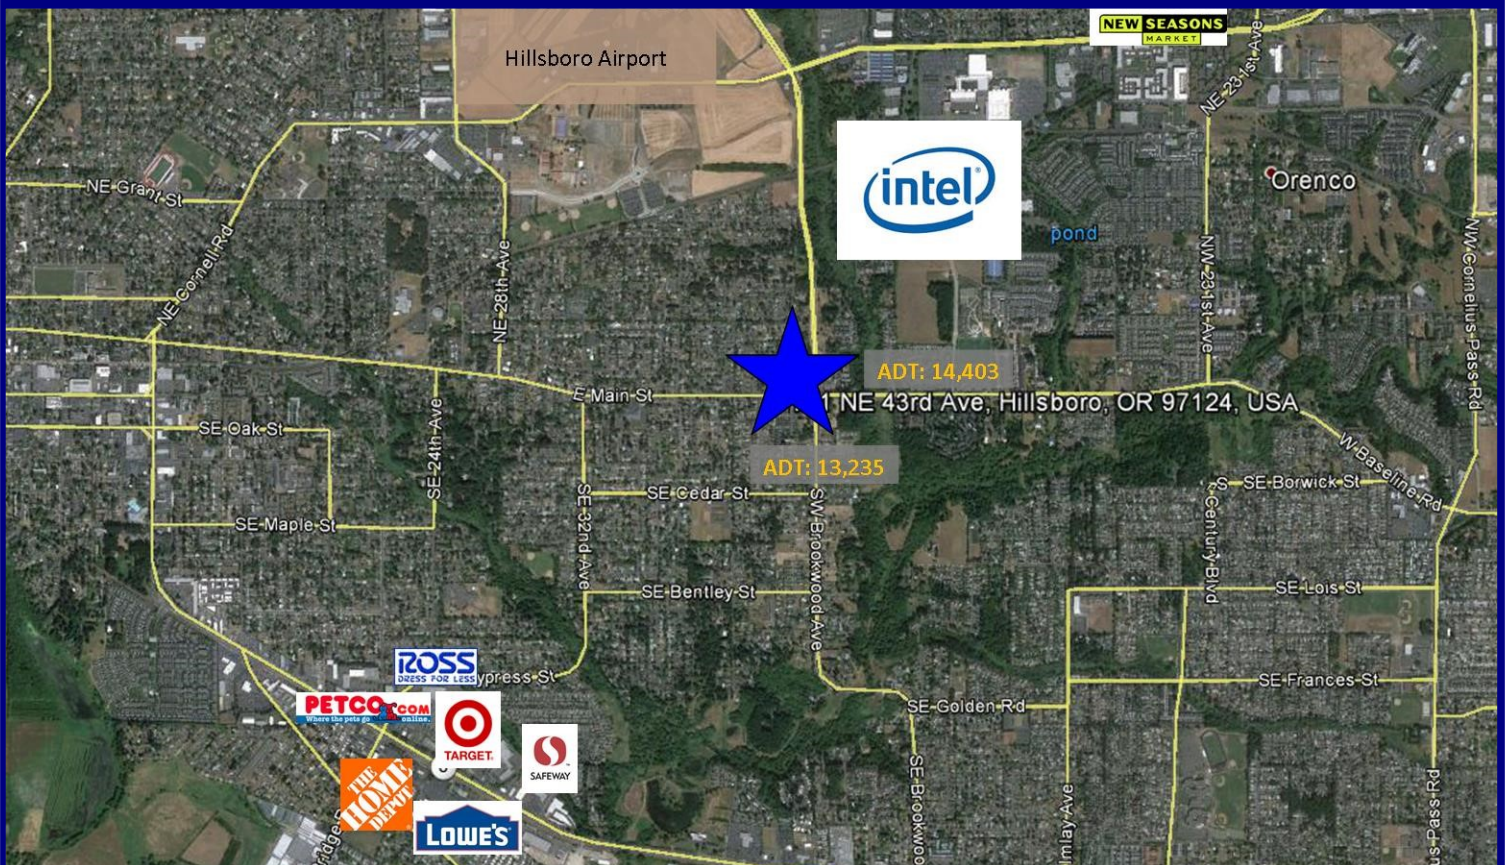 NEW SEASONS
MARKET
Hillsboro Airport
NE 231st Ave
intel
NE Grant St
Orenco
pond
NE Cornell Rd
NE 28th Ave
NW 231st Ave
NW Cornelius Pass Rd
ADT: 14,403
E Main St
1 NE 43rd Ave, Hillsboro, OR 97124, USA
SE Oak St
SE 24th Ave
W Baseline Rd
ADT: 13,235
SE Borwick St
SE Cedar St
SE Maple St
SE 32nd Ave
SW Brookwood Ave
S Century Blvd
SE Bentley St
SE Lois St
ROSS
DRESS FOR LESS
ypress St
SE Frances St
PETCO.COM
Where the pets go online.
SE Golden Rd
TARGET.
SAFEWAY
THE
HOME
DEPOT
LOWE'S
SE Brookwoo
mlay Ave
s Pass Rd